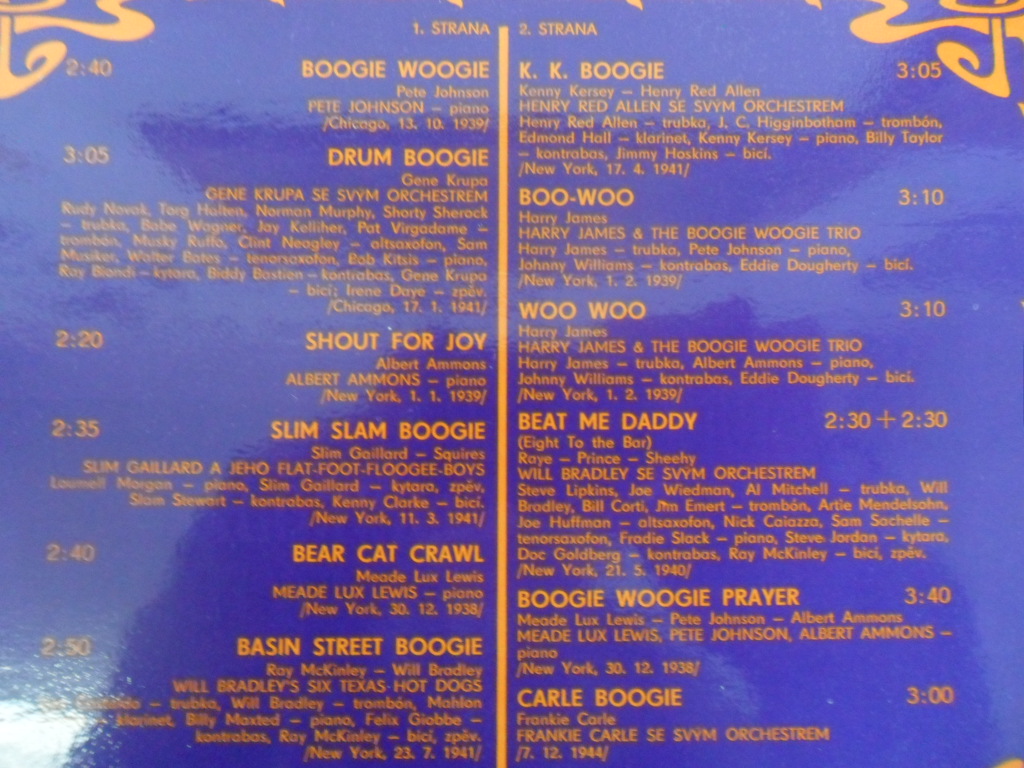 1. STRANA
2:40 BOOGIE WOOGIE
Pete Johnson
PETE JOHNSON – piano
/Chicago, 13. 10. 1939/
3:05 DRUM BOOGIE
Gene Krupa
GENE KRUPA SE SVÝM ORCHESTREM
Rudy Novak, Torg Halten, Norman Murphy, Shorty Sherock
– trubka, Babe Wagner, Jay Kelliher, Pat Virgadame –
trombón, Musky Ruffo, Clint Neagley – altsaxofon, Sam
Musiker, Walter Bates – tenorsaxofon, Bob Kitsis – piano,
Ray Biondi – kytara, Biddy Bastien – kontrabas, Gene Krupa
– bicí; Irene Daye – zpěv.
/Chicago, 17. 1. 1941/
2:20 SHOUT FOR JOY
Albert Ammons
ALBERT AMMONS – piano
/New York, 1. 1. 1939/
2:35 SLIM SLAM BOOGIE
Slim Gaillard – Squires
SLIM GAILLARD A JEHO FLAT-FOOT-FLOOGEE-BOYS
Loumell Morgan – piano, Slim Gaillard – kytara, zpěv,
Slam Stewart – kontrabas, Kenny Clarke – bicí.
/New York, 11. 3. 1941/
2:40 BEAR CAT CRAWL
Meade Lux Lewis
MEADE LUX LEWIS – piano
/New York, 30. 12. 1938/
2:50 BASIN STREET BOOGIE
Ray McKinley – Will Bradley
WILL BRADLEY'S SIX TEXAS HOT DOGS
– trubka, Will Bradley – trombón, Mahlon
klarinet, Billy Maxted – piano, Felix Giobbe –
kontrabas, Ray McKinley – bicí, zpěv.
/New York, 23. 7. 1941/
2. STRANA
K. K. BOOGIE 3:05
Kenny Kersey – Henry Red Allen
HENRY RED ALLEN SE SVÝM ORCHESTREM
Henry Red Allen – trubka, J. C. Higginbotham – trombón,
Edmond Hall – klarinet, Kenny Kersey – piano, Billy Taylor
– kontrabas, Jimmy Hoskins – bicí.
/New York, 17. 4. 1941/
BOO-WOO 3:10
Harry James
HARRY JAMES & THE BOOGIE WOOGIE TRIO
Harry James – trubka, Pete Johnson – piano,
Johnny Williams – kontrabas, Eddie Dougherty – bicí.
/New York, 1. 2. 1939/
WOO WOO 3:10
Harry James
HARRY JAMES & THE BOOGIE WOOGIE TRIO
Harry James – trubka, Albert Ammons – piano,
Johnny Williams – kontrabas, Eddie Dougherty – bicí.
/New York, 1. 2. 1939/
BEAT ME DADDY 2:30 + 2:30
(Eight To the Bar)
Raye – Prince – Sheehy
WILL BRADLEY SE SVÝM ORCHESTREM
Steve Lipkins, Joe Wiedman, Al Mitchell – trubka, Will
Bradley, Bill Corti, Jim Emert – trombón, Artie Mendelsohn,
Joe Huffman – altsaxofon, Nick Caiazza, Sam Sachelle –
tenorsaxofon, Fradie Slack – piano, Steve Jordan – kytara,
Doc Goldberg – kontrabas, Ray McKinley – bicí, zpěv.
/New York, 21. 5. 1940/
BOOGIE WOOGIE PRAYER 3:40
Meade Lux Lewis – Pete Johnson – Albert Ammons
MEADE LUX LEWIS, PETE JOHNSON, ALBERT AMMONS –
piano
/New York, 30. 12. 1938/
CARLE BOOGIE 3:00
Frankie Carle
FRANKIE CARLE SE SVÝM ORCHESTREM
/7. 12. 1944/